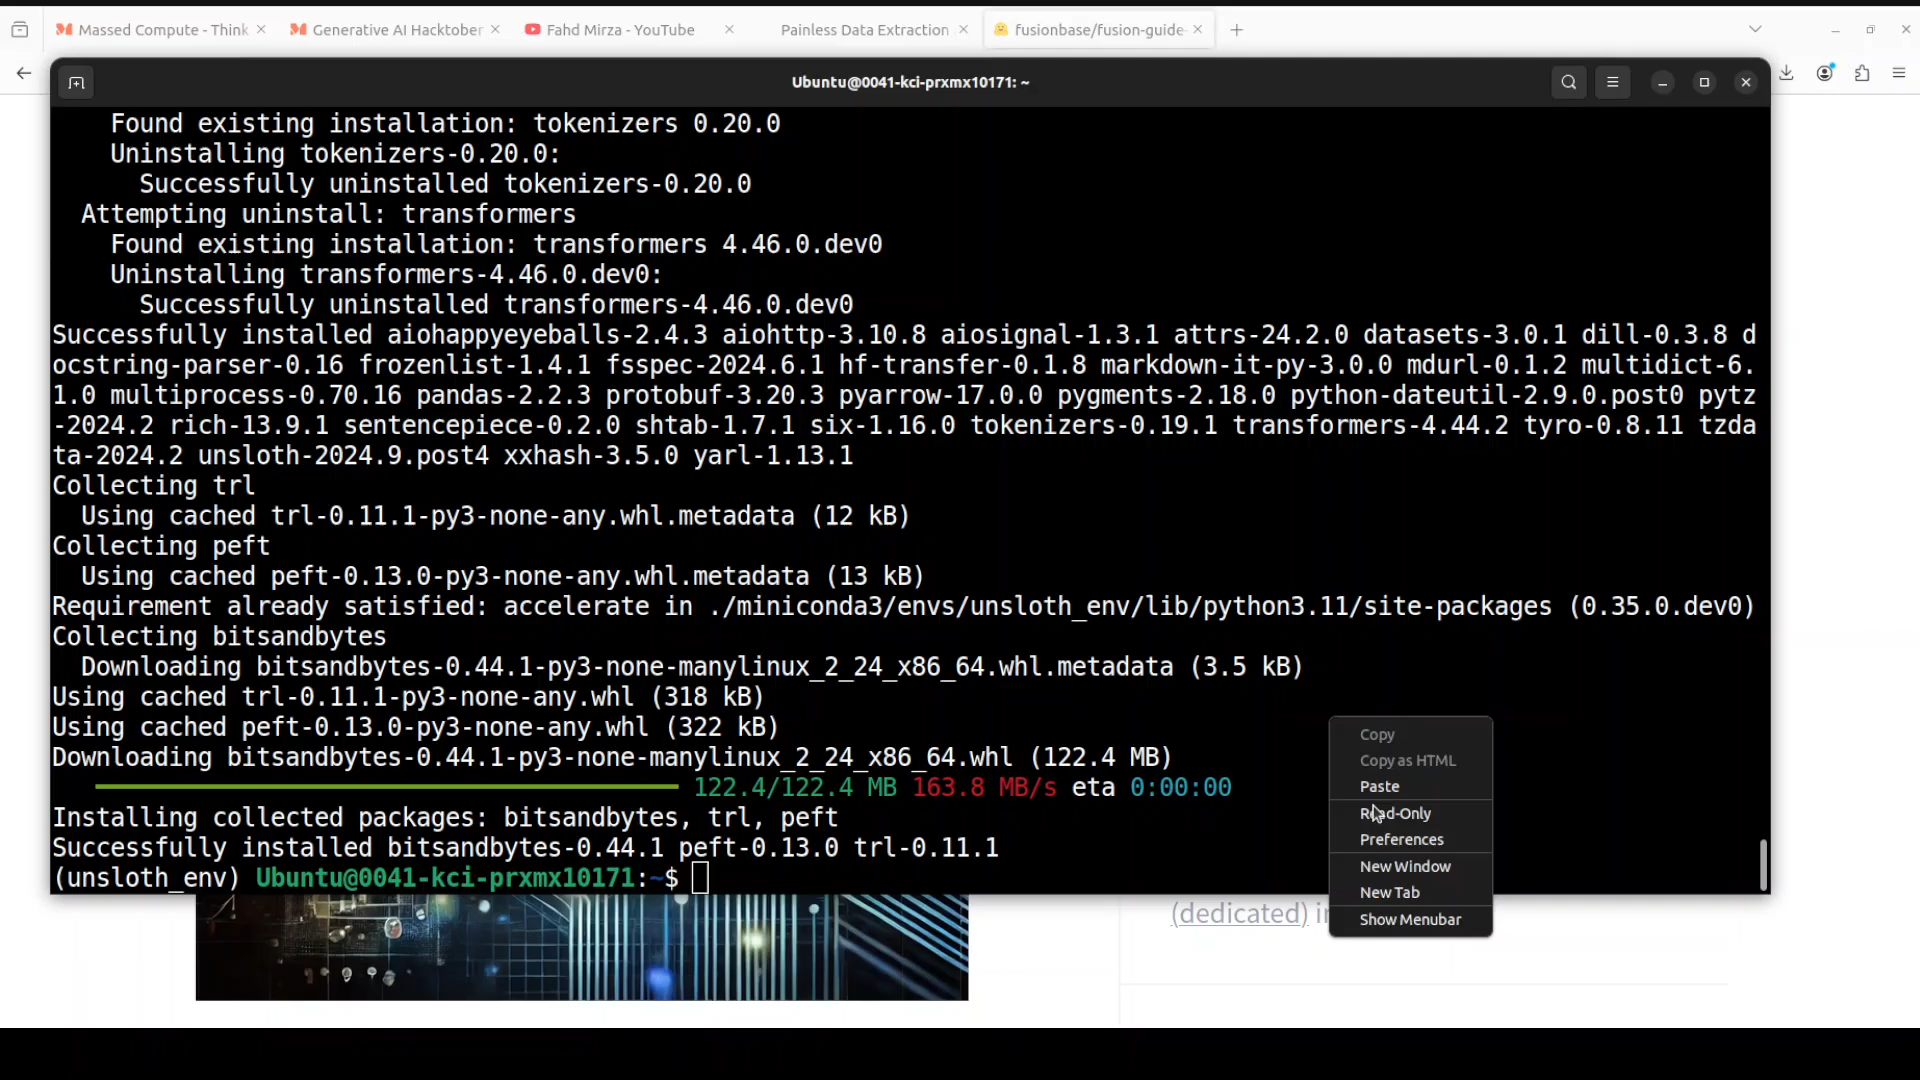 Massed Compute - Think
Generative AI Hacktober
Fahd Mirza - YouTube
Painless Data Extraction
fusionbase/fusion-guide-
Ubuntu@0041-kci-prxmx10171: ~
Found existing installation: tokenizers 0.20.0
Uninstalling tokenizers-0.20.0:
Successfully uninstalled tokenizers-0.20.0
Attempting uninstall: transformers
Found existing installation: transformers 4.46.0.dev0
Uninstalling transformers-4.46.0.dev0:
Successfully uninstalled transformers-4.46.0.dev0
Successfully installed aiohappyeyeballs-2.4.3 aiohttp-3.10.8 aiosignal-1.3.1 attrs-24.2.0 datasets-3.0.1 dill-0.3.8 d
ocstring-parser-0.16 frozenlist-1.4.1 fsspec-2024.6.1 hf-transfer-0.1.8 markdown-it-py-3.0.0 mdurl-0.1.2 multidict-6.
1.0 multiprocess-0.70.16 pandas-2.2.3 protobuf-3.20.3 pyarrow-17.0.0 pygments-2.18.0 python-dateutil-2.9.0.post0 pytz
-2024.2 rich-13.9.1 sentencepiece-0.2.0 shtab-1.7.1 six-1.16.0 tokenizers-0.19.1 transformers-4.44.2 tyro-0.8.11 tzda
ta-2024.2 unsloth-2024.9.post4 xxhash-3.5.0 yarl-1.13.1
Collecting trl
Using cached trl-0.11.1-py3-none-any.whl.metadata (12 kB)
Collecting peft
Using cached peft-0.13.0-py3-none-any.whl.metadata (13 kB)
Requirement already satisfied: accelerate in ./miniconda3/envs/unsloth_env/lib/python3.11/site-packages (0.35.0.dev0)
Collecting bitsandbytes
Downloading bitsandbytes-0.44.1-py3-none-manylinux_2_24_x86_64.whl.metadata (3.5 kB)
Using cached trl-0.11.1-py3-none-any.whl (318 kB)
Using cached peft-0.13.0-py3-none-any.whl (322 kB)
Downloading bitsandbytes-0.44.1-py3-none-manylinux_2_24_x86_64.whl (122.4 MB)
122.4/122.4 MB 163.8 MB/s eta 0:00:00
Installing collected packages: bitsandbytes, trl, peft
Successfully installed bitsandbytes-0.44.1 peft-0.13.0 trl-0.11.1
(unsloth_env) Ubuntu@0041-kci-prxmx10171:~$
Copy
Copy as HTML
Paste
Read-Only
Preferences
New Window
New Tab
Show Menubar
(dedicated) i